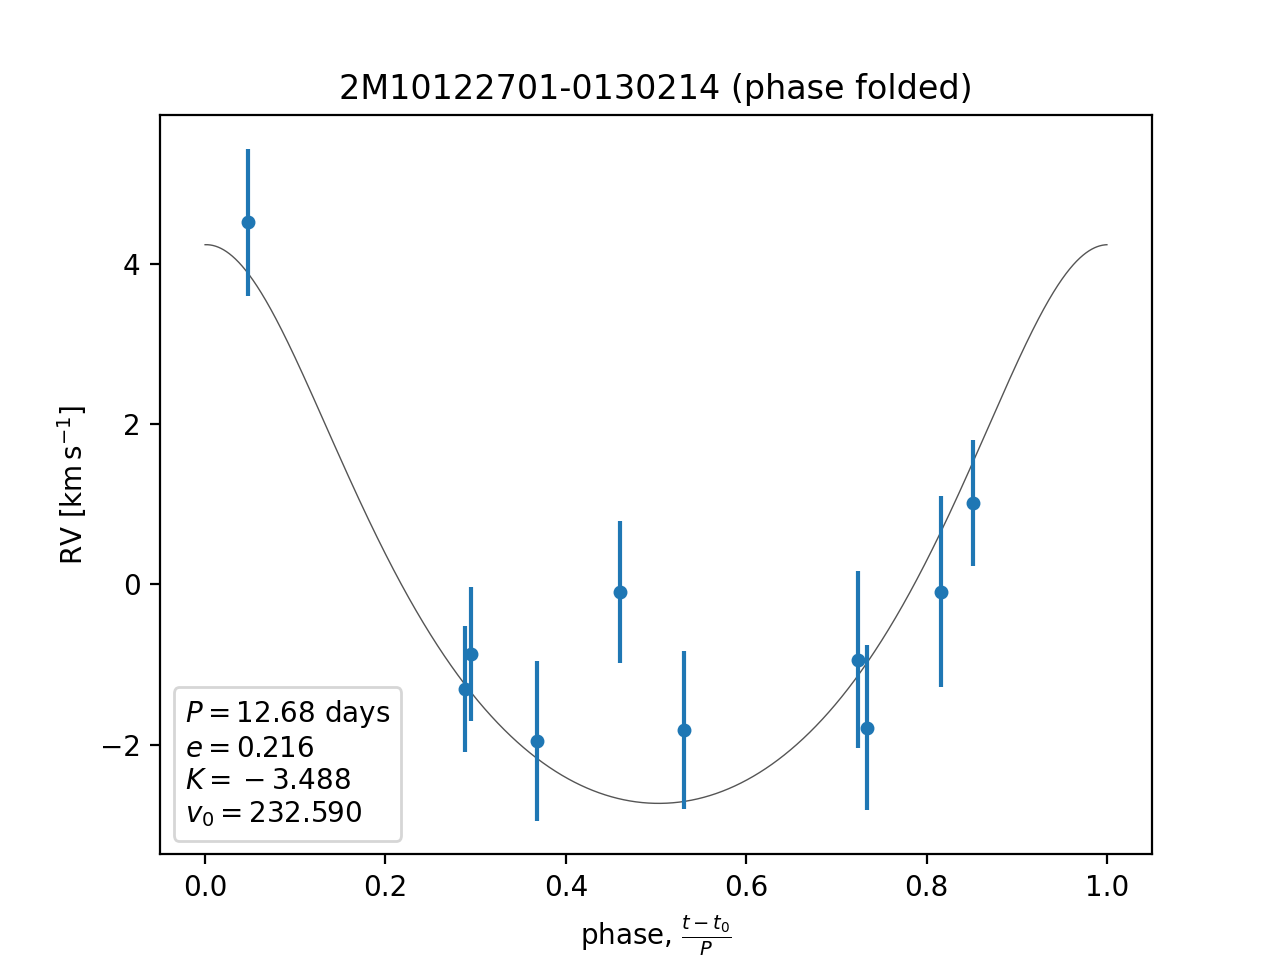 2M10122701-0130214 (phase folded)
RV [km s⁻¹]
4
2
0
−2
P = 12.68 days
e = 0.216
K = −3.488
v₀ = 232.590
0.0 0.2 0.4 0.6 0.8 1.0
phase, (t − t₀)/P